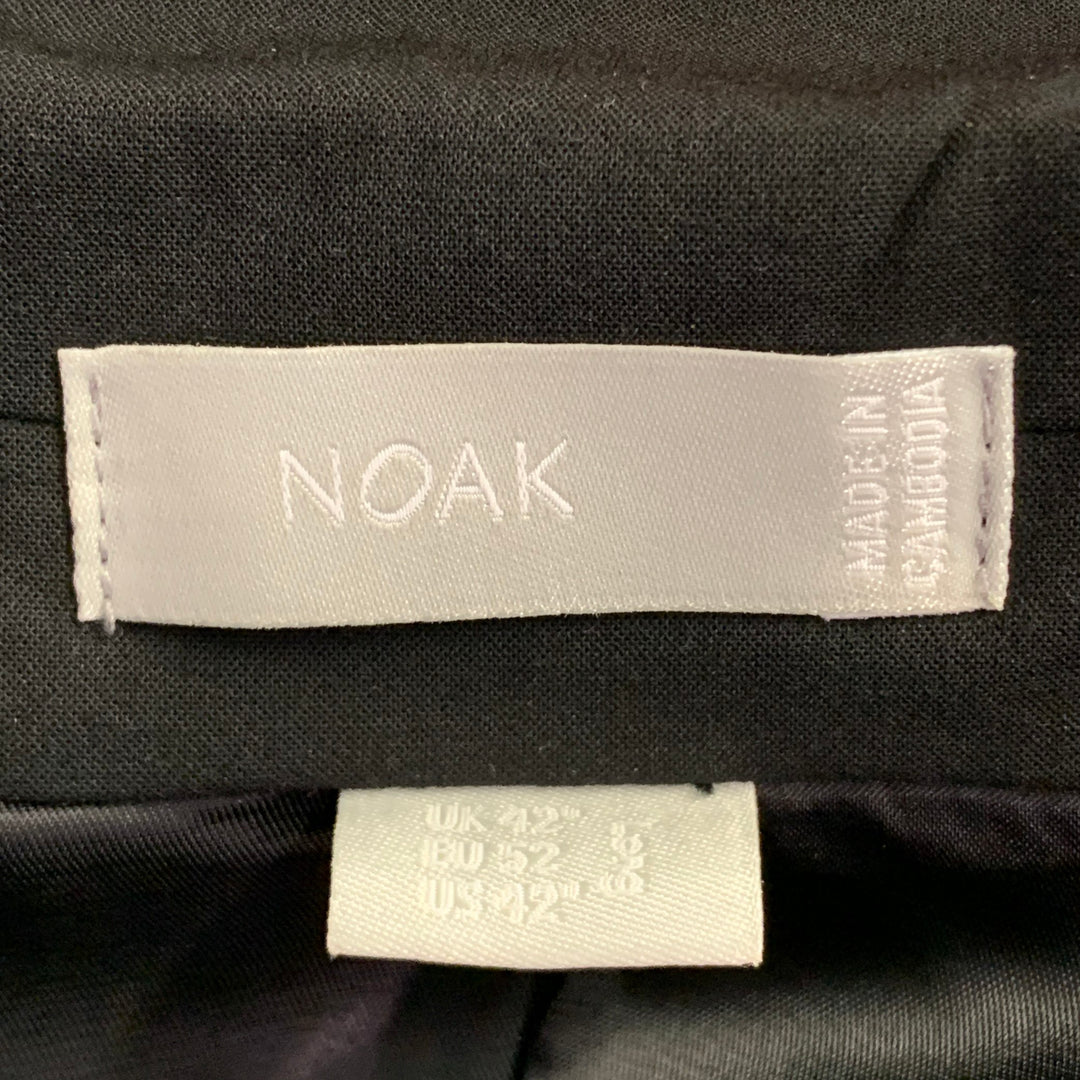 NOAK
MADE IN
CAMBODIA
UK 42"
EU 52
US 42"